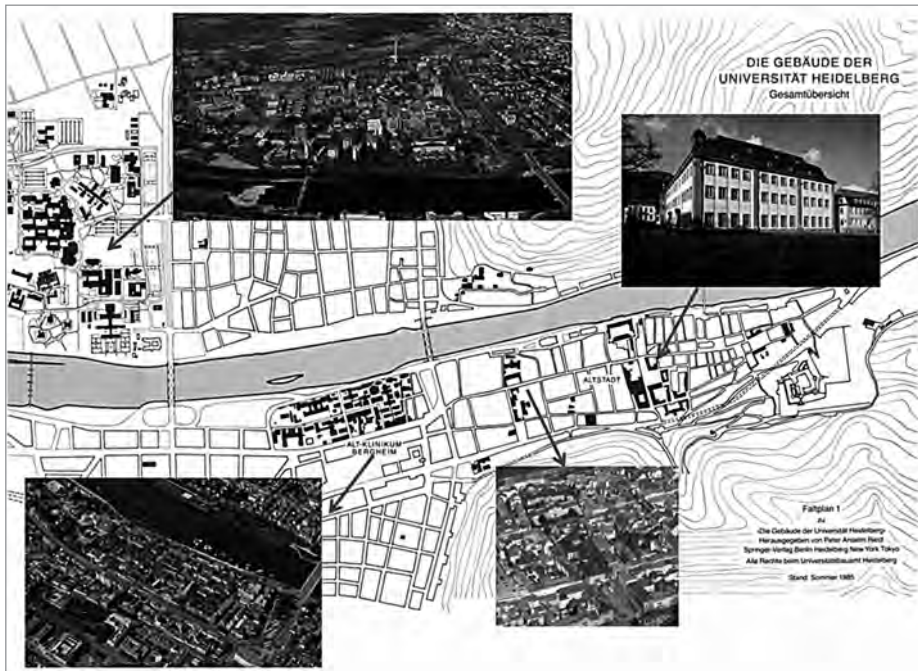 DIE GEBÄUDE DER
UNIVERSITÄT HEIDELBERG
Gesamtübersicht
ALTSTADT
ALT-KLINIKUM
BERGHEIM
Faltplan 1
»Die Gebäude der Universität Heidelberg«
Herausgegeben von Peter Anselm Riedl
Springer-Verlag Berlin Heidelberg New York Tokyo
Alle Rechte beim Universitätsbauamt Heidelberg
Stand: Sommer 1985